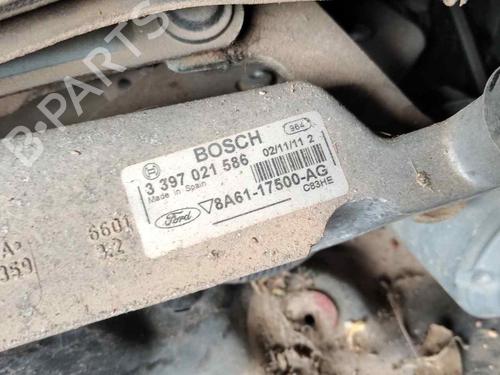 B-PARTS
BOSCH
964
3 397 021 586
02/11/11 2
Made in Spain
Ford
8A61-17500-AG
C83HE
6601